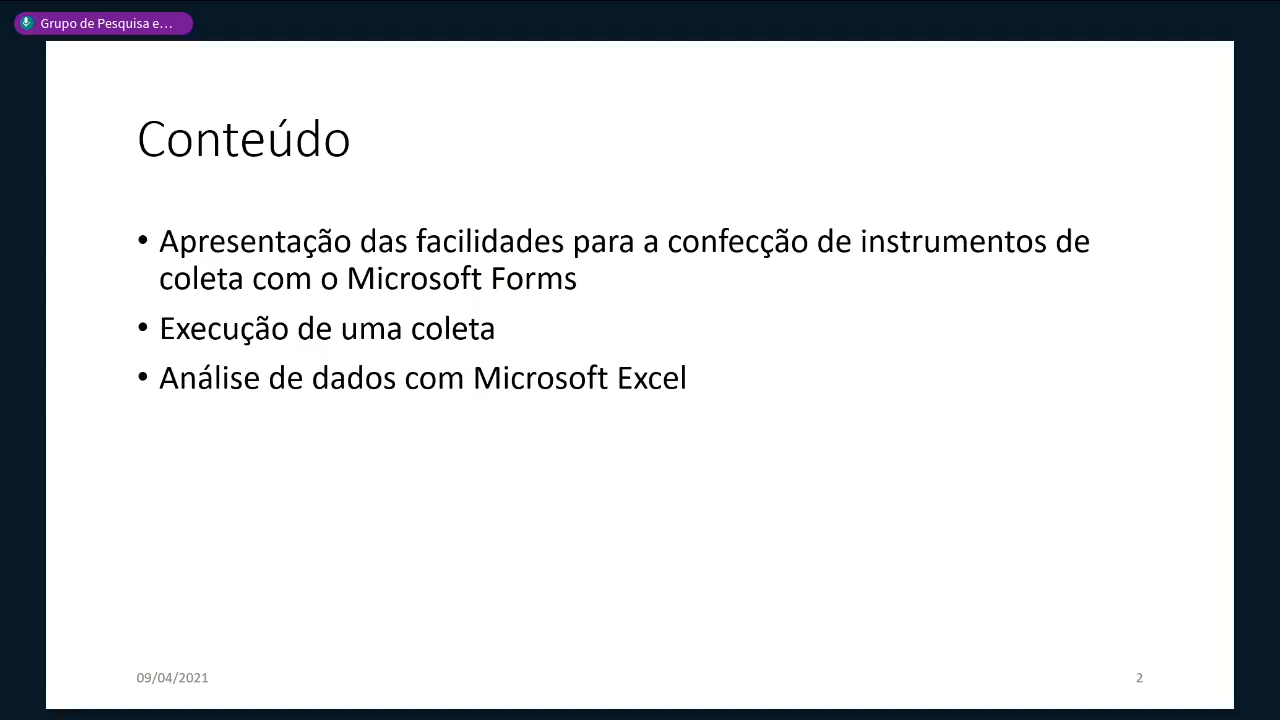 Grupo de Pesquisa e...
Conteúdo
• Apresentação das facilidades para a confecção de instrumentos de
coleta com o Microsoft Forms
• Execução de uma coleta
• Análise de dados com Microsoft Excel
09/04/2021
2